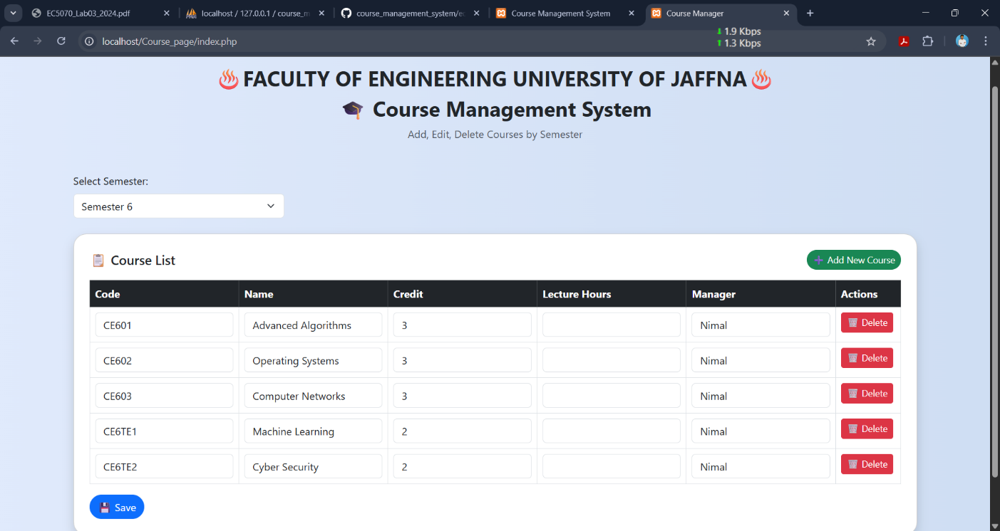 EC5070_Lab03_2024.pdf
localhost / 127.0.0.1 / course_m
course_management_system/ec
Course Management System
Course Manager
localhost/Course_page/index.php
1.9 Kbps
1.3 Kbps
FACULTY OF ENGINEERING UNIVERSITY OF JAFFNA
Course Management System
Add, Edit, Delete Courses by Semester
Select Semester:
Semester 6
Course List
Add New Course
Code Name Credit Lecture Hours Manager Actions
CE601 Advanced Algorithms 3 Nimal Delete
CE602 Operating Systems 3 Nimal Delete
CE603 Computer Networks 3 Nimal Delete
CE6TE1 Machine Learning 2 Nimal Delete
CE6TE2 Cyber Security 2 Nimal Delete
Save